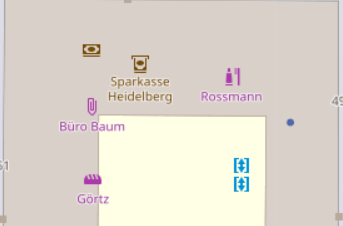 Sparkasse
Heidelberg
Rossmann
Büro Baum
Görtz